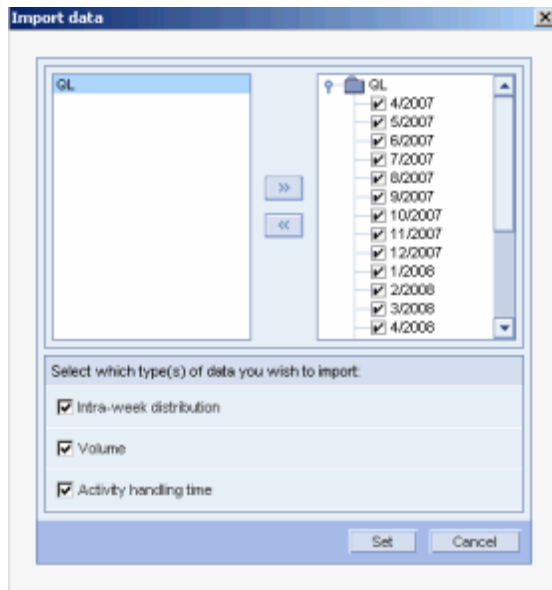 Import data
QL
QL
4/2007
5/2007
6/2007
7/2007
8/2007
9/2007
10/2007
11/2007
12/2007
1/2008
2/2008
3/2008
4/2008
>>
<<
Select which type(s) of data you wish to import:
Intra-week distribution
Volume
Activity handling time
Set
Cancel